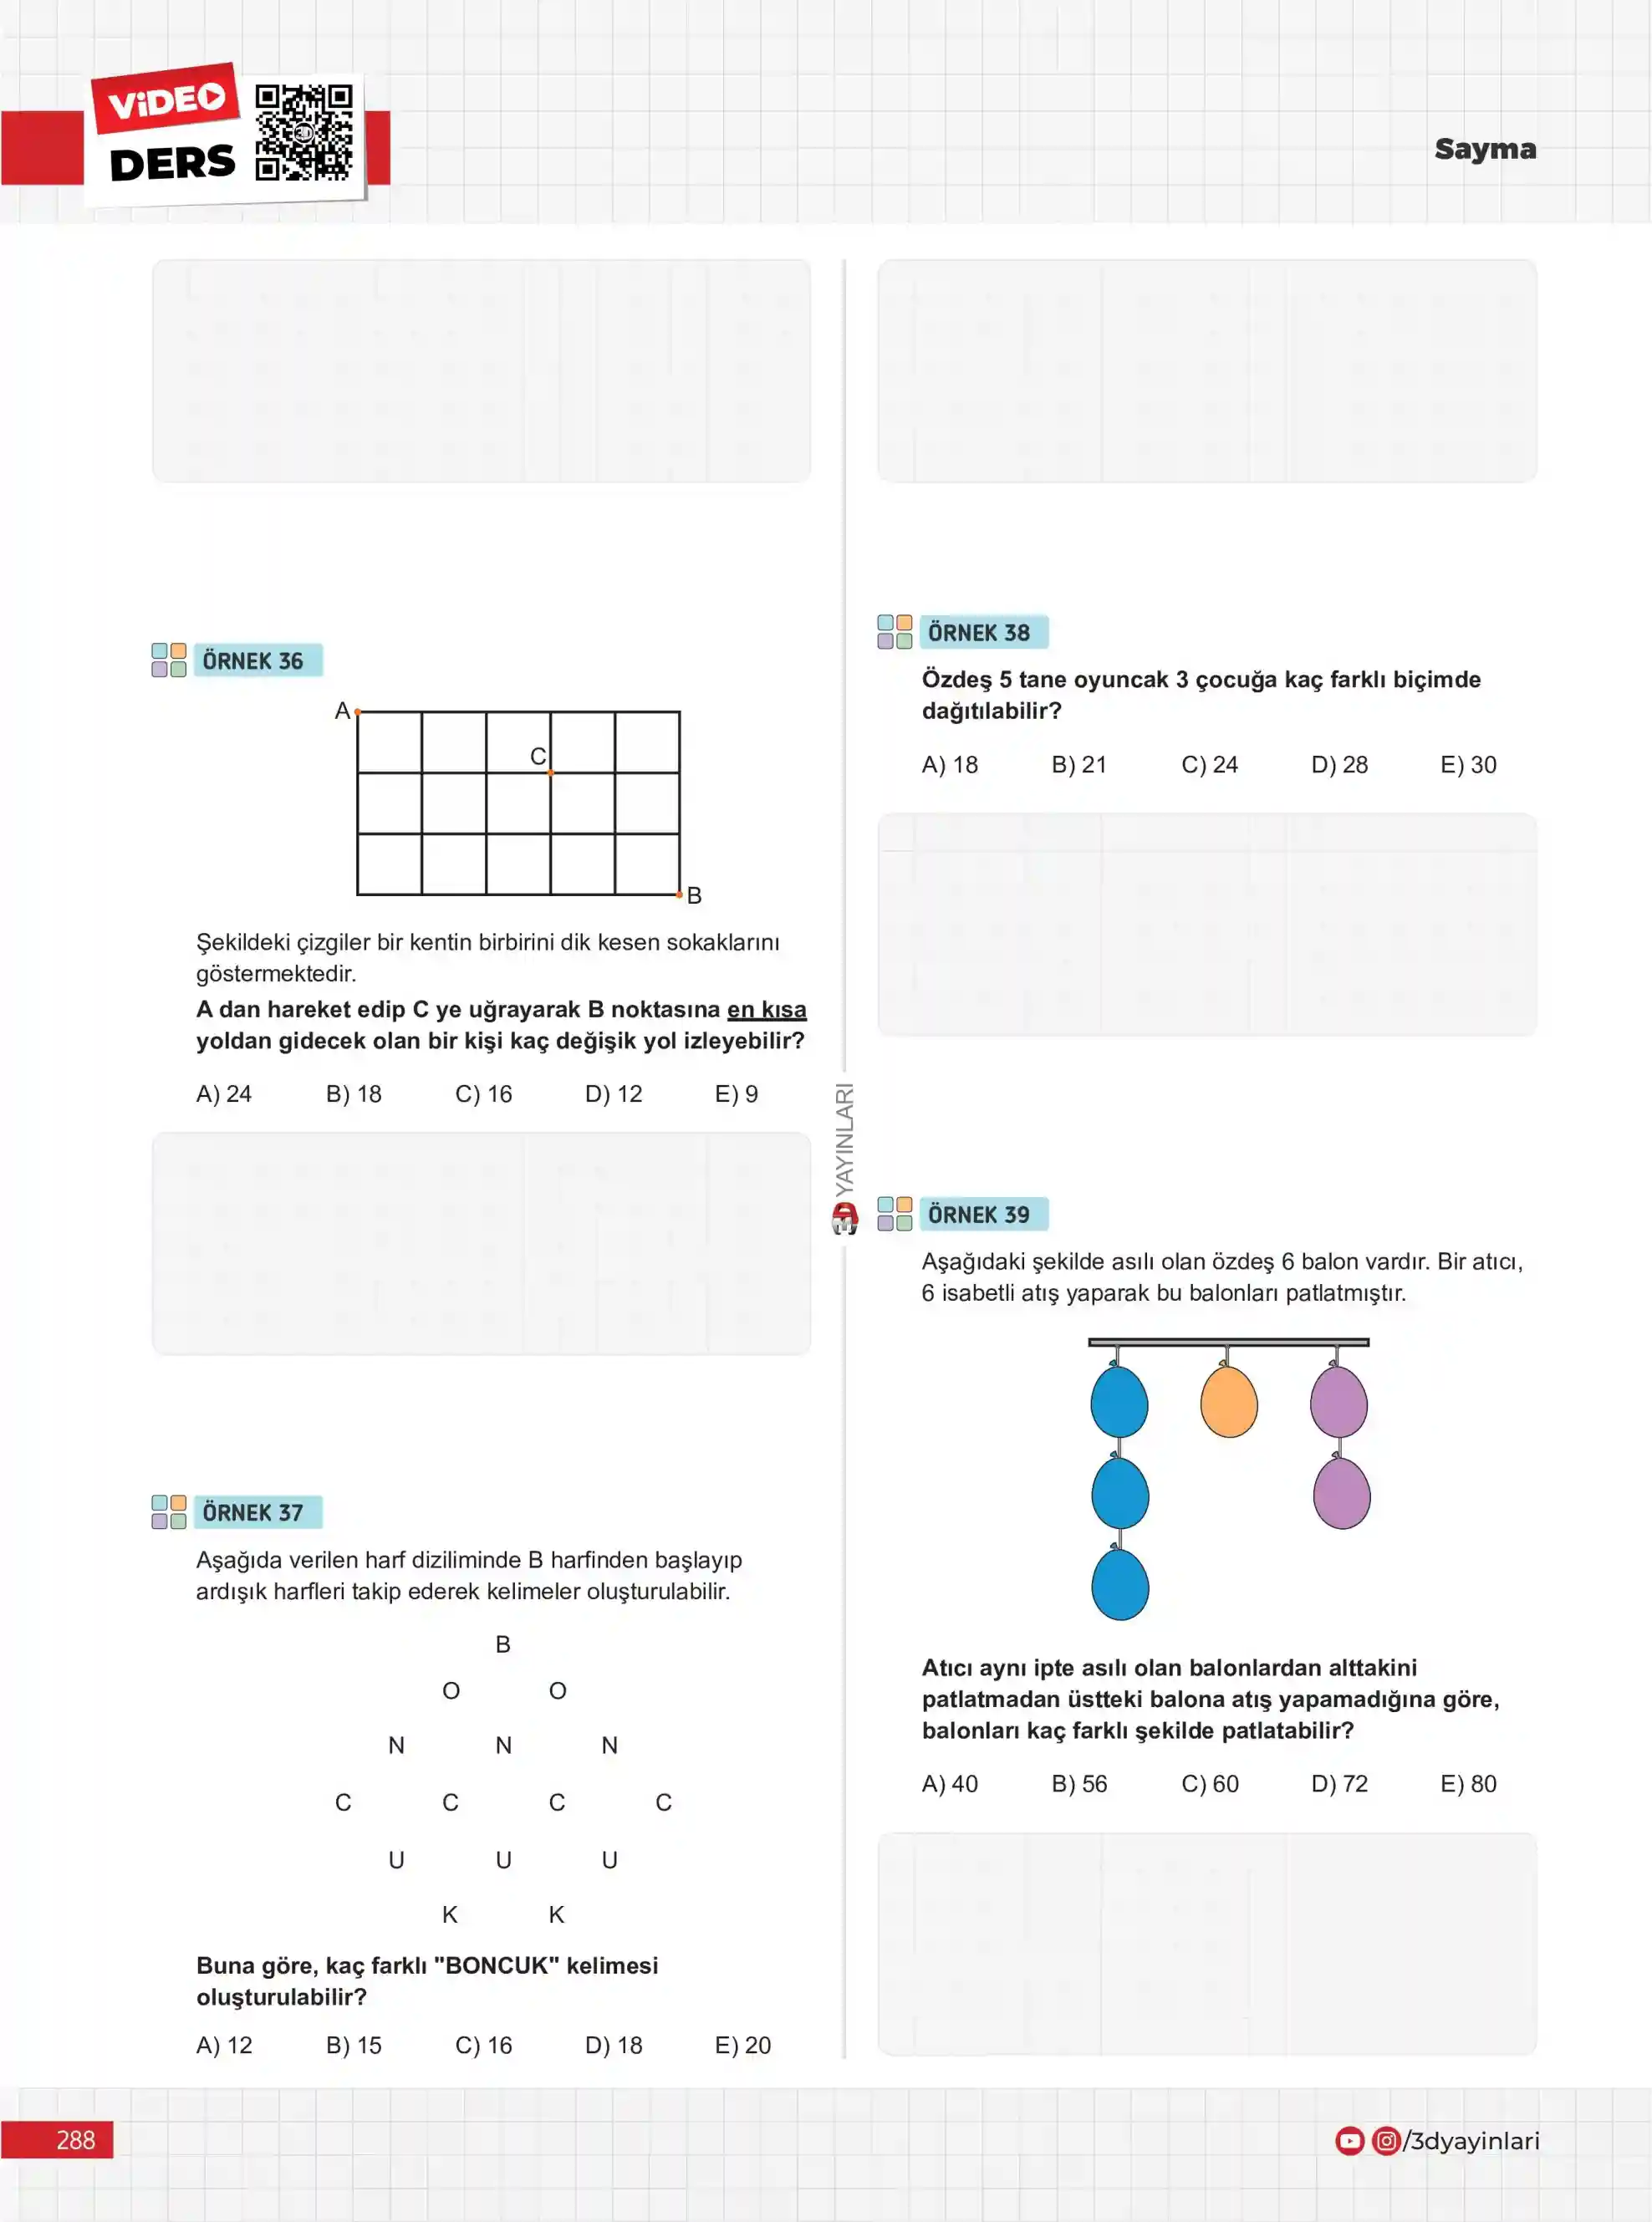 VİDEO
DERS
3D
Sayma
ÖRNEK 36
A
C
B
Şekildeki çizgiler bir kentin birbirini dik kesen sokaklarını
göstermektedir.
A dan hareket edip C ye uğrayarak B noktasına en kısa
yoldan gidecek olan bir kişi kaç değişik yol izleyebilir?
A) 24 B) 18 C) 16 D) 12 E) 9
ÖRNEK 37
Aşağıda verilen harf diziliminde B harfinden başlayıp
ardışık harfleri takip ederek kelimeler oluşturulabilir.
B
O O
N N N
C C C C
U U U
K K
Buna göre, kaç farklı "BONCUK" kelimesi
oluşturulabilir?
A) 12 B) 15 C) 16 D) 18 E) 20
YAYINLARI
ÖRNEK 38
Özdeş 5 tane oyuncak 3 çocuğa kaç farklı biçimde
dağıtılabilir?
A) 18 B) 21 C) 24 D) 28 E) 30
ÖRNEK 39
Aşağıdaki şekilde asılı olan özdeş 6 balon vardır. Bir atıcı,
6 isabetli atış yaparak bu balonları patlatmıştır.
Atıcı aynı ipte asılı olan balonlardan alttakini
patlatmadan üstteki balona atış yapamadığına göre,
balonları kaç farklı şekilde patlatabilir?
A) 40 B) 56 C) 60 D) 72 E) 80
288
/3dyayinlari